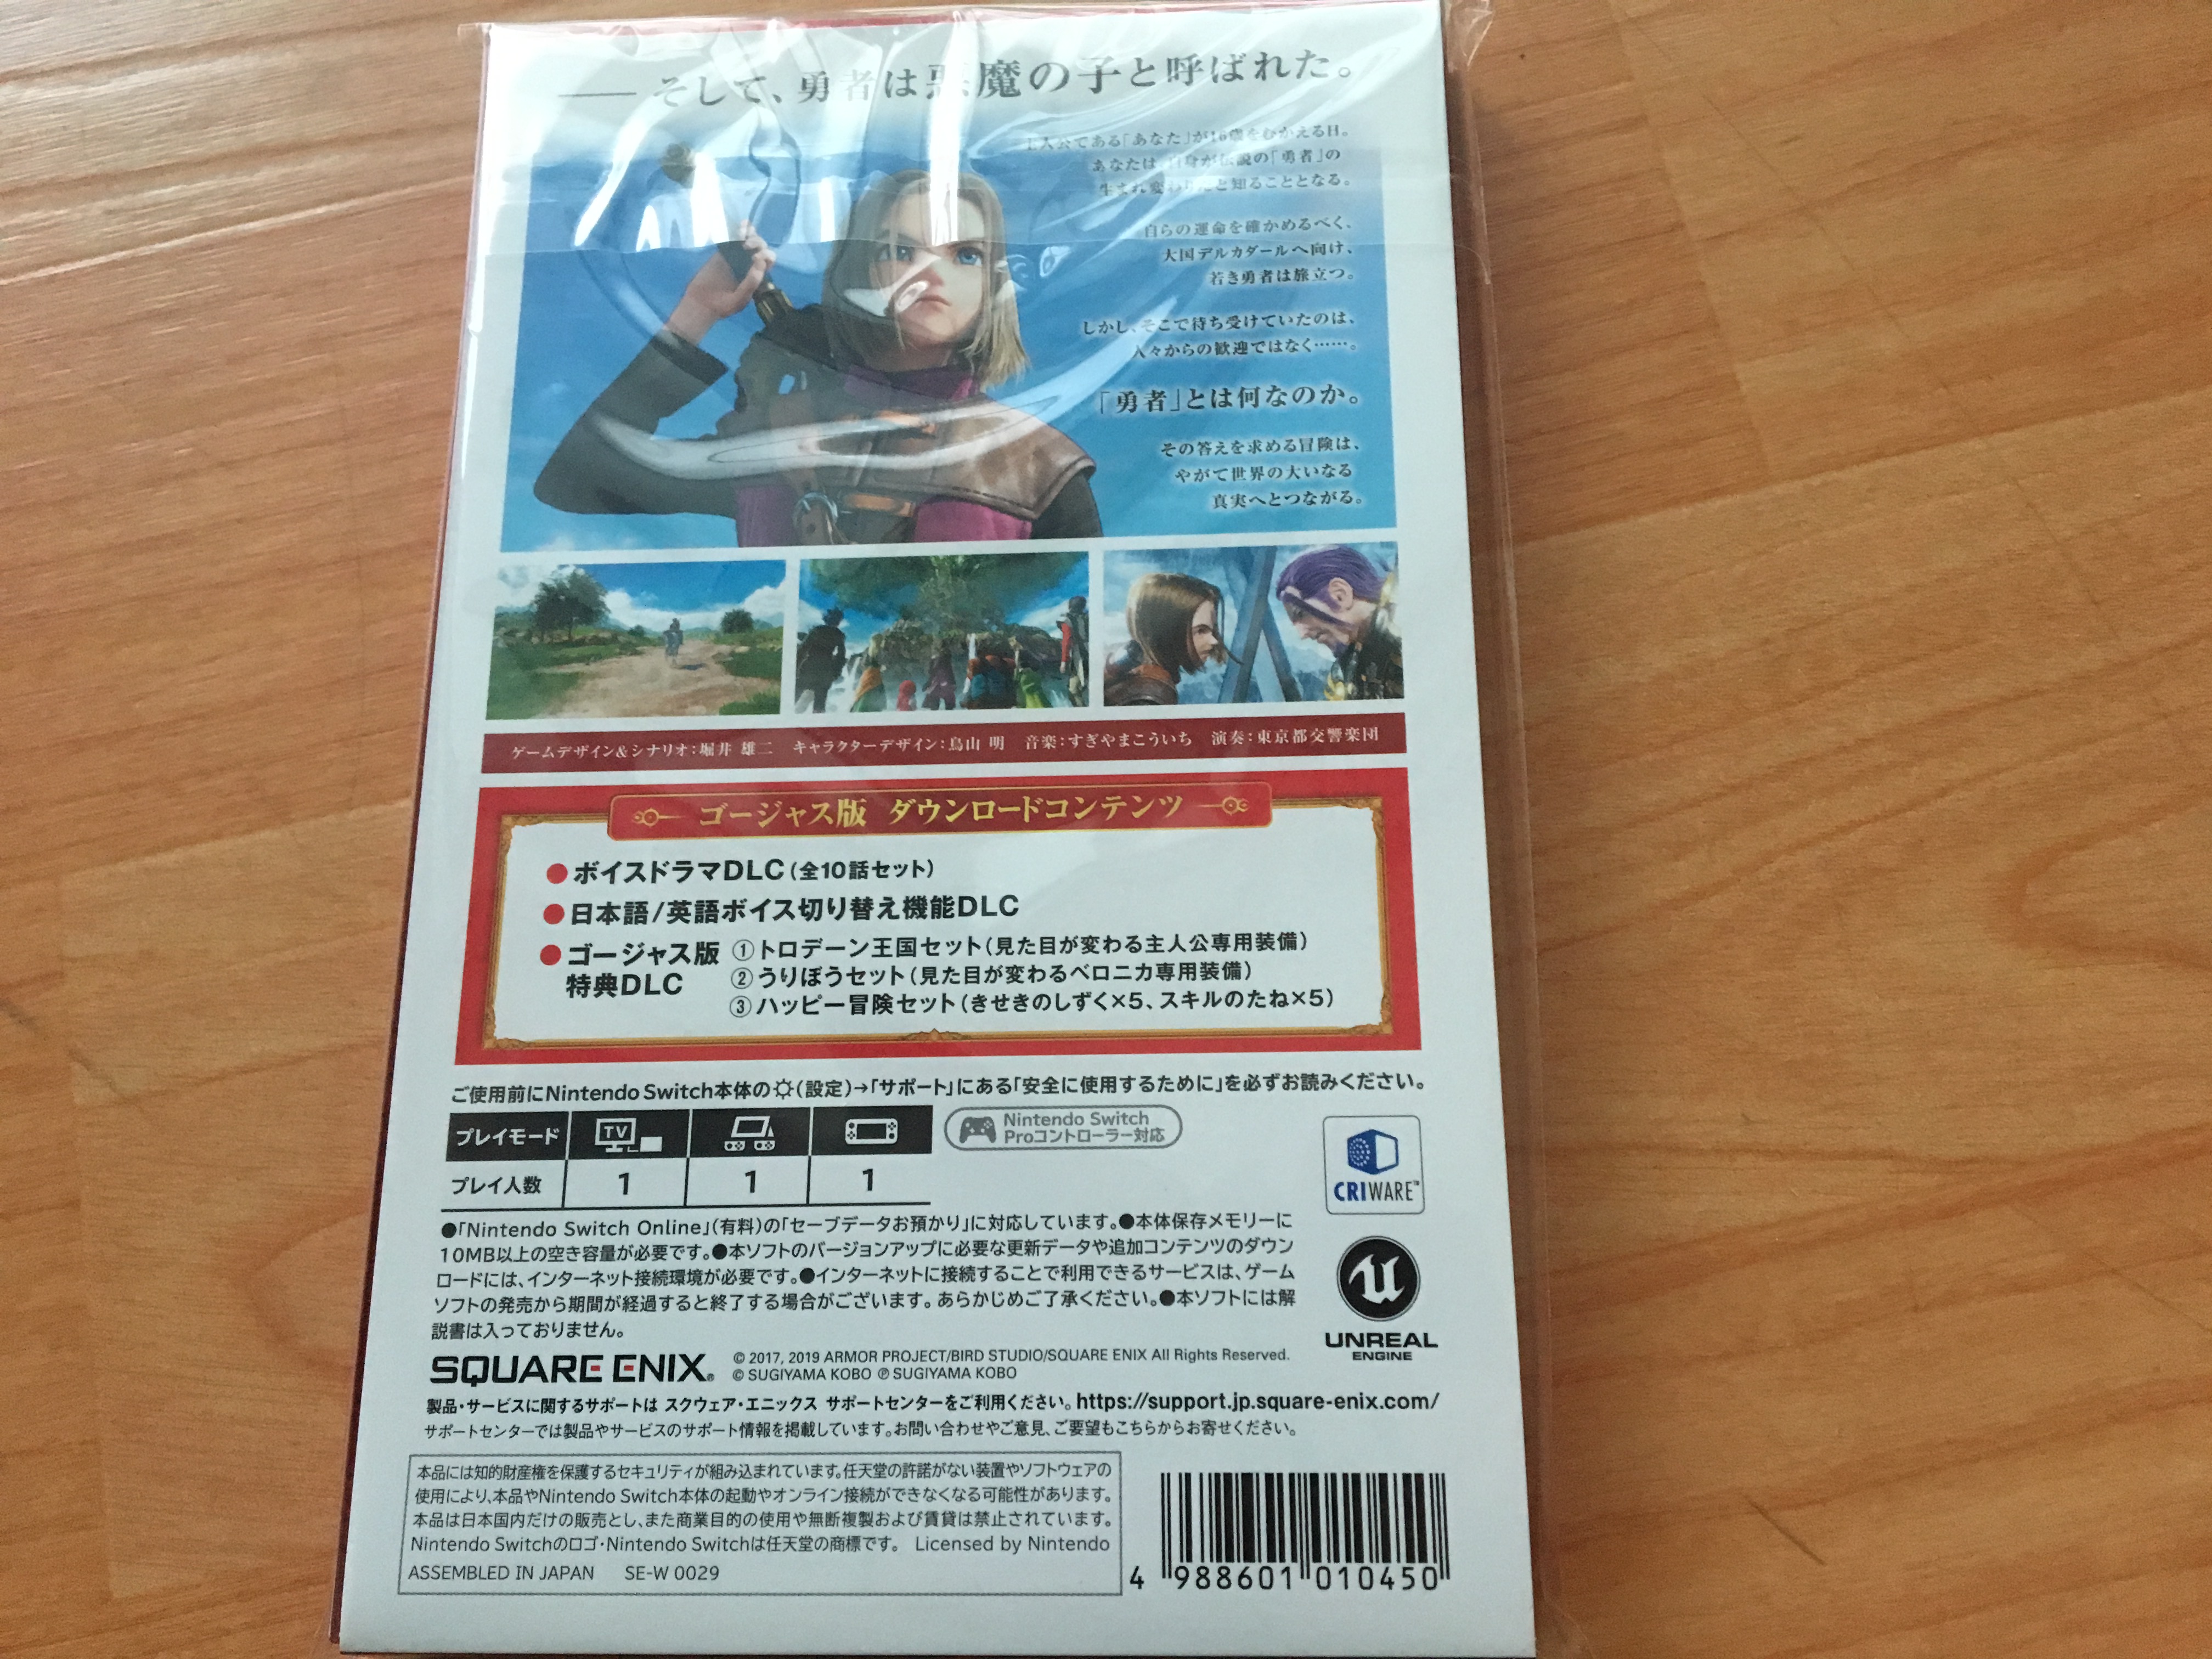 そして、勇者は悪魔の子と呼ばれた。
主人公である「あなた」が16歳をむかえる日。
あなたは、自身が伝説の「勇者」の
生まれ変わりだと知ることとなる。
自らの運命を確かめるべく、
大国デルカダールへ向け、
若き勇者は旅立つ。
しかし、そこで待ち受けていたのは、
人々からの歓迎ではなく……。
「勇者」とは何なのか。
その答えを求める冒険は、
やがて世界の大いなる
真実へとつながる。
ゲームデザイン&シナリオ:堀井 雄二 キャラクターデザイン:鳥山 明 音楽:すぎやまこういち 演奏:東京都交響楽団
ゴージャス版 ダウンロードコンテンツ
●ボイスドラマDLC(全10話セット)
●日本語/英語ボイス切り替え機能DLC
●ゴージャス版 ①トロデーン王国セット(見た目が変わる主人公専用装備)
特典DLC ②うりぼうセット(見た目が変わるベロニカ専用装備)
③ハッピー冒険セット(きせきのしずく×5、スキルのたね×5)
ご使用前にNintendo Switch本体の(設定)→「サポート」にある「安全に使用するために」を必ずお読みください。
プレイモード TV
Nintendo Switch
Proコントローラー対応
プレイ人数 1 1 1
CRIWARE™
●「Nintendo Switch Online」(有料)の「セーブデータお預かり」に対応しています。●本体保存メモリーに
10MB以上の空き容量が必要です。●本ソフトのバージョンアップに必要な更新データや追加コンテンツのダウン
ロードには、インターネット接続環境が必要です。●インターネットに接続することで利用できるサービスは、ゲーム
ソフトの発売から期間が経過すると終了する場合がございます。あらかじめご了承ください。●本ソフトには解
説書は入っておりません。
UNREAL
ENGINE
SQUARE ENIX®
© 2017, 2019 ARMOR PROJECT/BIRD STUDIO/SQUARE ENIX All Rights Reserved.
© SUGIYAMA KOBO ℗ SUGIYAMA KOBO
製品・サービスに関するサポートは スクウェア・エニックス サポートセンターをご利用ください。https://support.jp.square-enix.com/
サポートセンターでは製品やサービスのサポート情報を掲載しています。お問い合わせやご意見、ご要望もこちらからお寄せください。
本品には知的財産権を保護するセキュリティが組み込まれています。任天堂の許諾がない装置やソフトウェアの
使用により、本品やNintendo Switch本体の起動やオンライン接続ができなくなる可能性があります。
本品は日本国内だけの販売とし、また商業目的の使用や無断複製および賃貸は禁止されています。
Nintendo Switchのロゴ・Nintendo Switchは任天堂の商標です。 Licensed by Nintendo
ASSEMBLED IN JAPAN SE-W 0029
4 988601 010450